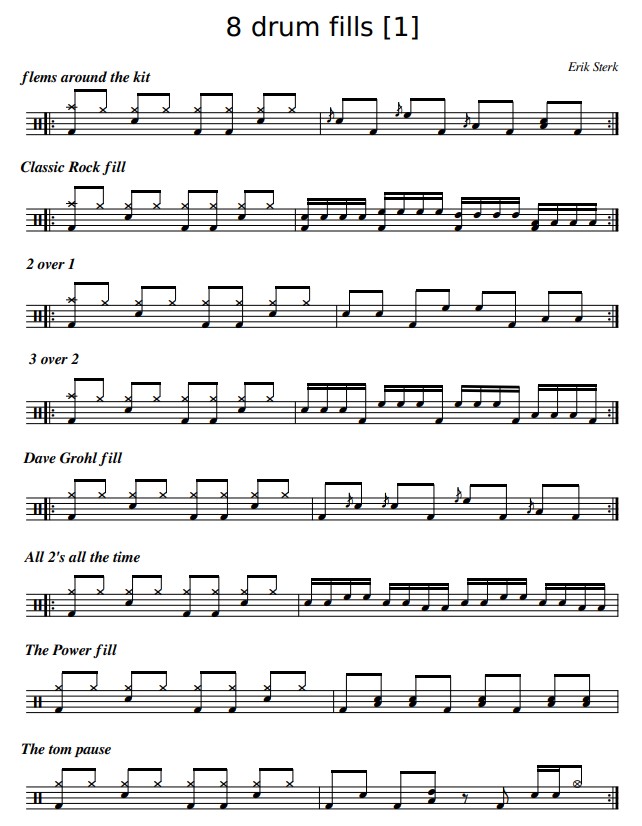 8 drum fills [1]
Erik Sterk
flems around the kit
Classic Rock fill
2 over 1
3 over 2
Dave Grohl fill
All 2's all the time
The Power fill
The tom pause